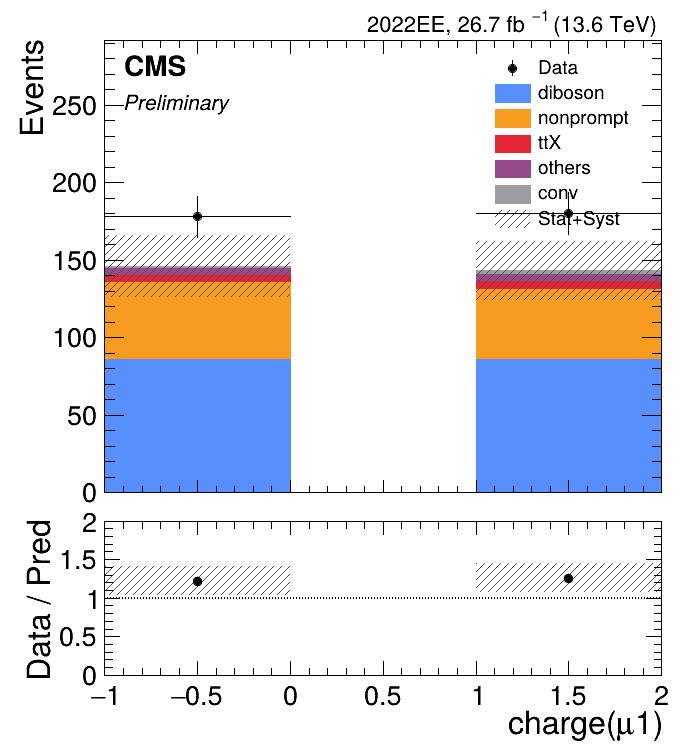 2022EE, 26.7 fb⁻¹ (13.6 TeV)
CMS
Preliminary
Events
250
200
150
100
50
0
Data
diboson
nonprompt
ttX
others
conv
Stat+Syst
Data / Pred
2
1.5
1
0.5
0
−1 −0.5 0 0.5 1 1.5 2
charge(μ1)